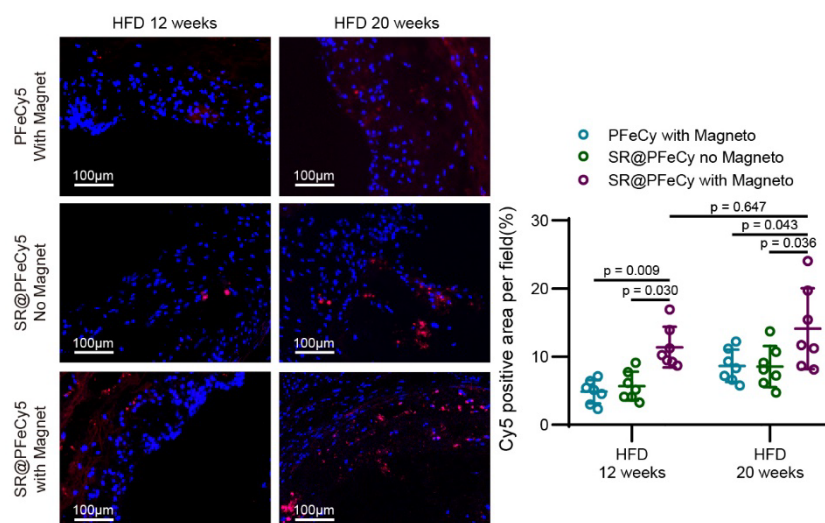 HFD 12 weeks
HFD 20 weeks
PFeCy5
With Magnet
100μm
100μm
SR@PFeCy5
No Magnet
100μm
100μm
SR@PFeCy5
with Magnet
100μm
100μm
PFeCy with Magneto
SR@PFeCy no Magneto
SR@PFeCy with Magneto
Cy5 positive area per field(%)
30
20
10
0
p = 0.647
p = 0.043
p = 0.036
p = 0.009
p = 0.030
HFD
12 weeks
HFD
20 weeks